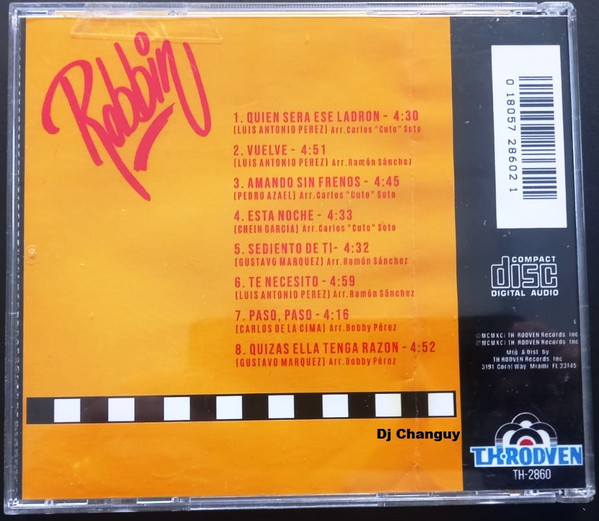 Robbin
1. QUIEN SERA ESE LADRON - 4:30
(LUIS ANTONIO PEREZ) Arr. Carlos "Cuto" Soto
2. VUELVE - 4:51
(LUIS ANTONIO PEREZ) Arr. Ramón Sánchez
3. AMANDO SIN FRENOS - 4:45
(PEDRO AZAEL) Arr. Carlos "Cuto" Soto
4. ESTA NOCHE - 4:33
(CHEIN GARCIA) Arr. Carlos "Cuto" Soto
5. SEDIENTO DE TI- 4:32
(GUSTAVO MARQUEZ) Arr. Ramón Sánchez
6. TE NECESITO - 4:59
(LUIS ANTONIO PEREZ) Arr. Ramón Sánchez
7. PASO, PASO - 4:16
(CARLOS DE LA CIMA) Arr. Bobby Pérez
8. QUIZAS ELLA TENGA RAZON - 4:52
(GUSTAVO MARQUEZ) Arr. Bobby Pérez
Dj Changuy
0 18057 28602 1
COMPACT
disc
DIGITAL AUDIO
℗ MCMXCI TH RODVEN Records Inc
© MCMXCI TH RODVEN Records Inc
Mfg & Dist by
TH RODVEN Records Inc
3191 Coral Way Miami FL 33145
TH-RODVEN
TH-2860